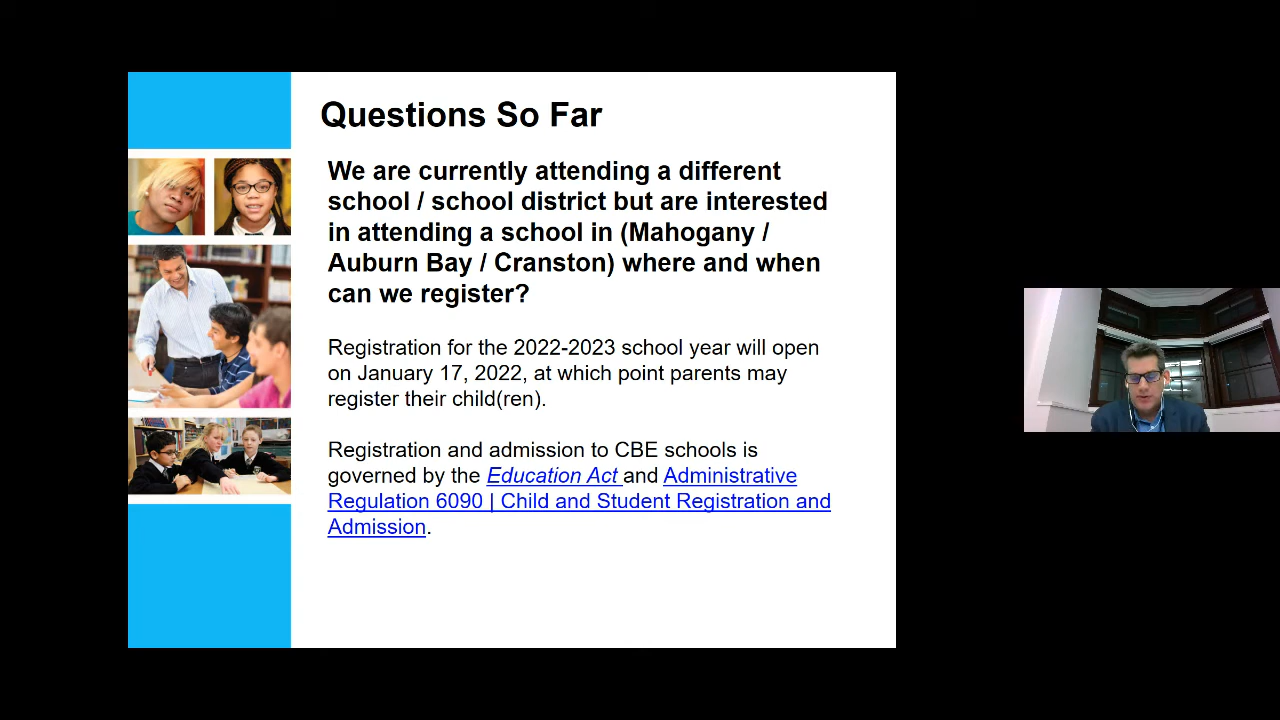 Questions So Far
We are currently attending a different
school / school district but are interested
in attending a school in (Mahogany /
Auburn Bay / Cranston) where and when
can we register?
Registration for the 2022-2023 school year will open
on January 17, 2022, at which point parents may
register their child(ren).
Registration and admission to CBE schools is
governed by the Education Act and Administrative
Regulation 6090 | Child and Student Registration and
Admission.